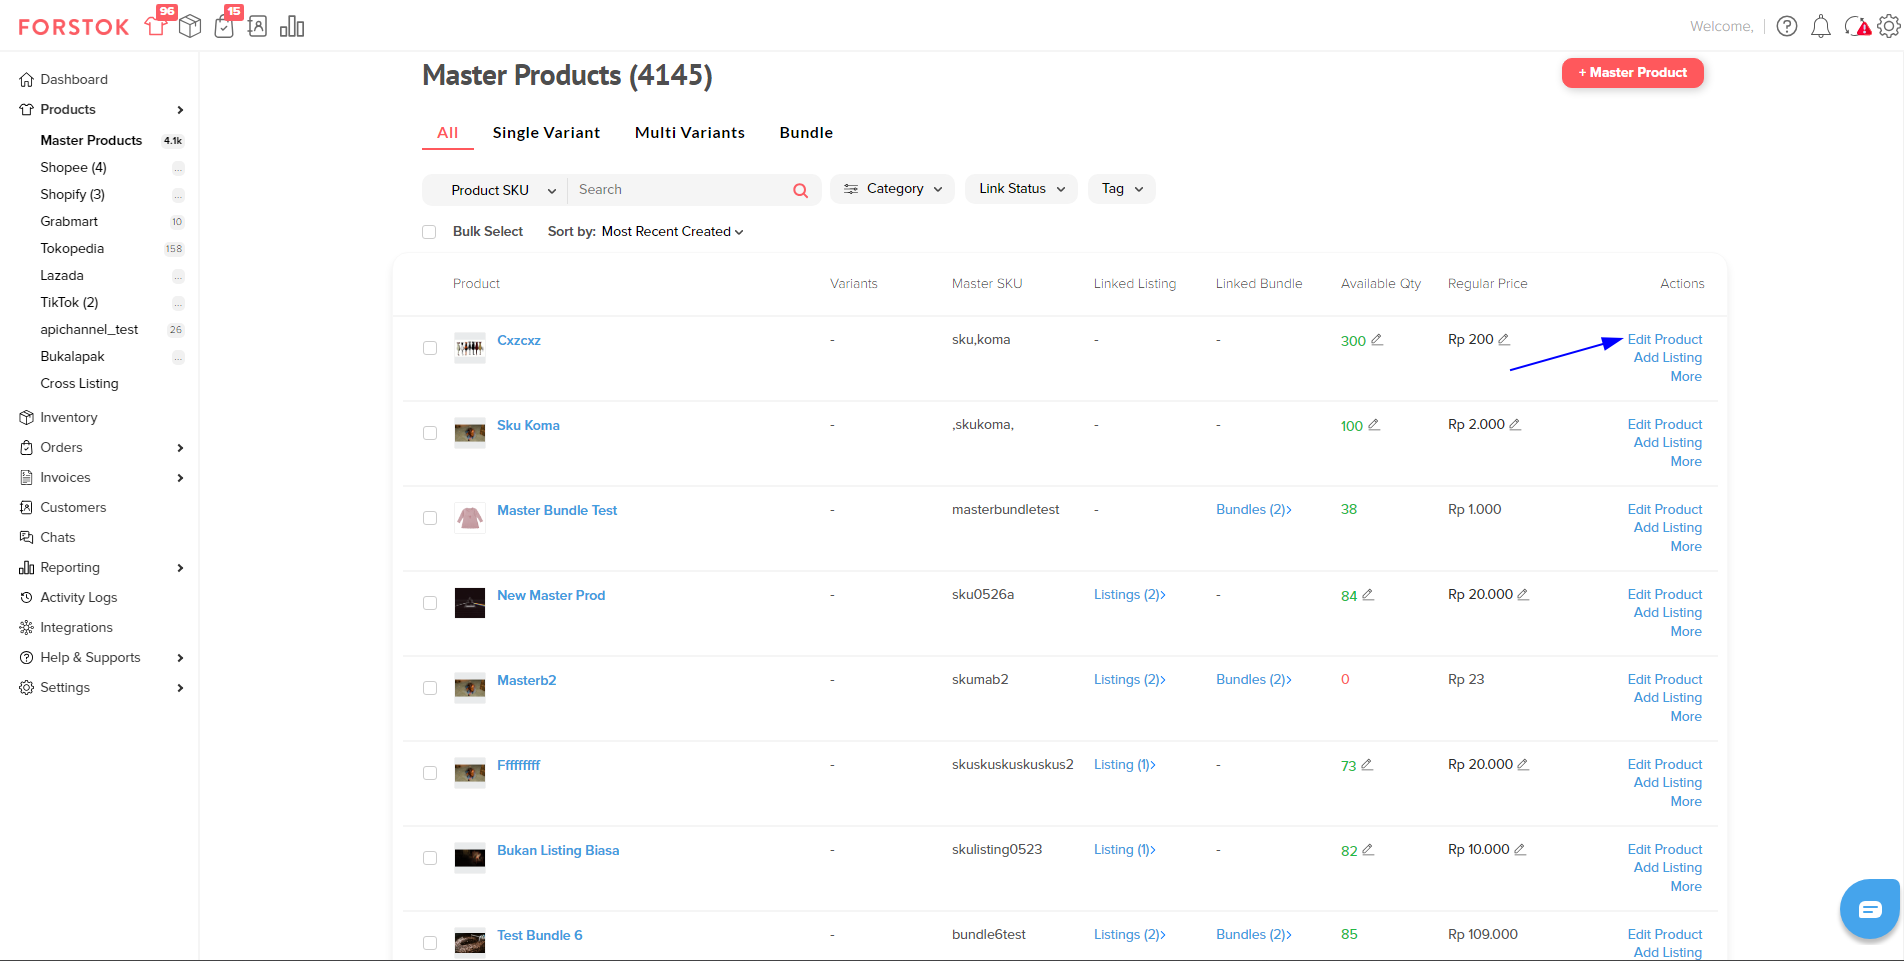 FORSTOK 96 15 Welcome,
Dashboard
Products
Master Products 4.1k
Shopee (4) ...
Shopify (3) ...
Grabmart 10
Tokopedia 158
Lazada ...
TikTok (2) ...
apichannel_test 26
Bukalapak ...
Cross Listing
Inventory
Orders
Invoices
Customers
Chats
Reporting
Activity Logs
Integrations
Help & Supports
Settings
Master Products (4145)
+ Master Product
All Single Variant Multi Variants Bundle
Product SKU Search Category Link Status Tag
Bulk Select Sort by: Most Recent Created
Product Variants Master SKU Linked Listing Linked Bundle Available Qty Regular Price Actions
Cxzcxz - sku,koma - - 300 Rp 200 Edit Product
Add Listing
More
Sku Koma - ,skukoma, - - 100 Rp 2.000 Edit Product
Add Listing
More
Master Bundle Test - masterbundletest - Bundles (2)> 38 Rp 1.000 Edit Product
Add Listing
More
New Master Prod - sku0526a Listings (2)> - 84 Rp 20.000 Edit Product
Add Listing
More
Masterb2 - skumab2 Listings (2)> Bundles (2)> 0 Rp 23 Edit Product
Add Listing
More
Ffffffffff - skuskuskuskuskus2 Listing (1)> - 73 Rp 20.000 Edit Product
Add Listing
More
Bukan Listing Biasa - skulisting0523 Listing (1)> - 82 Rp 10.000 Edit Product
Add Listing
More
Test Bundle 6 - bundle6test Listings (2)> Bundles (2)> 85 Rp 109.000 Edit Product
Add Listing